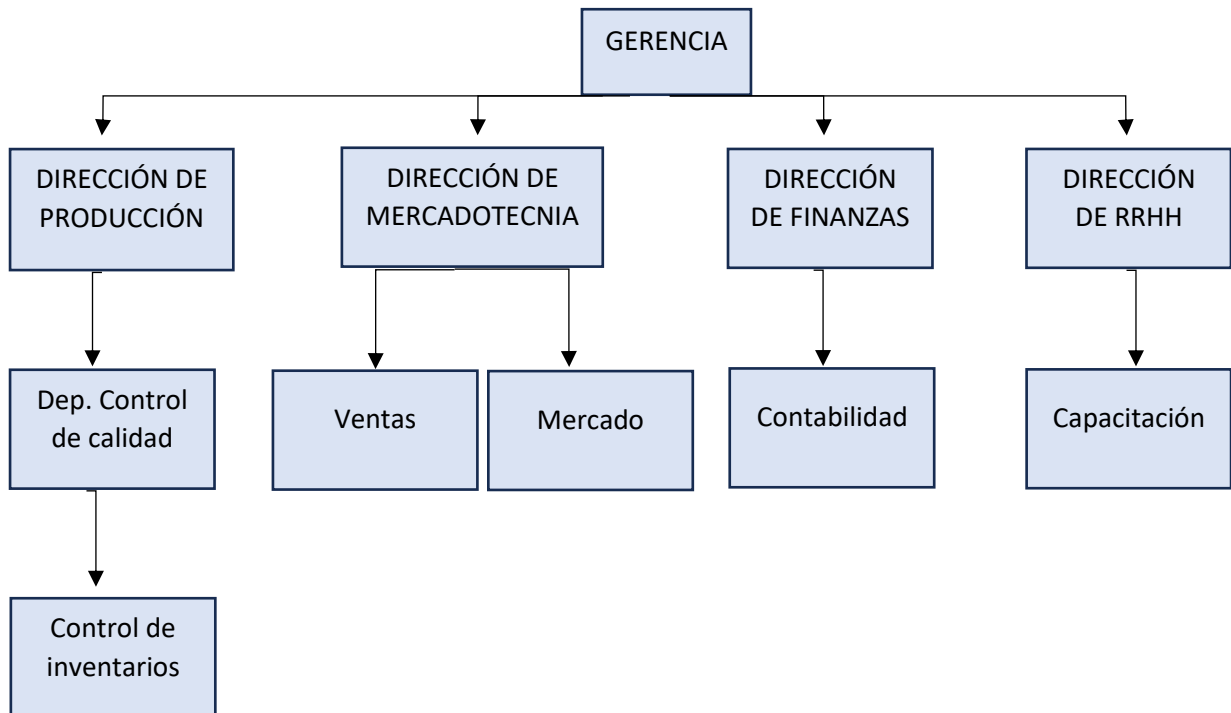 GERENCIA
DIRECCIÓN DE
PRODUCCIÓN
DIRECCIÓN DE
MERCADOTECNIA
DIRECCIÓN
DE FINANZAS
DIRECCIÓN
DE RRHH
Dep. Control
de calidad
Ventas
Mercado
Contabilidad
Capacitación
Control de
inventarios